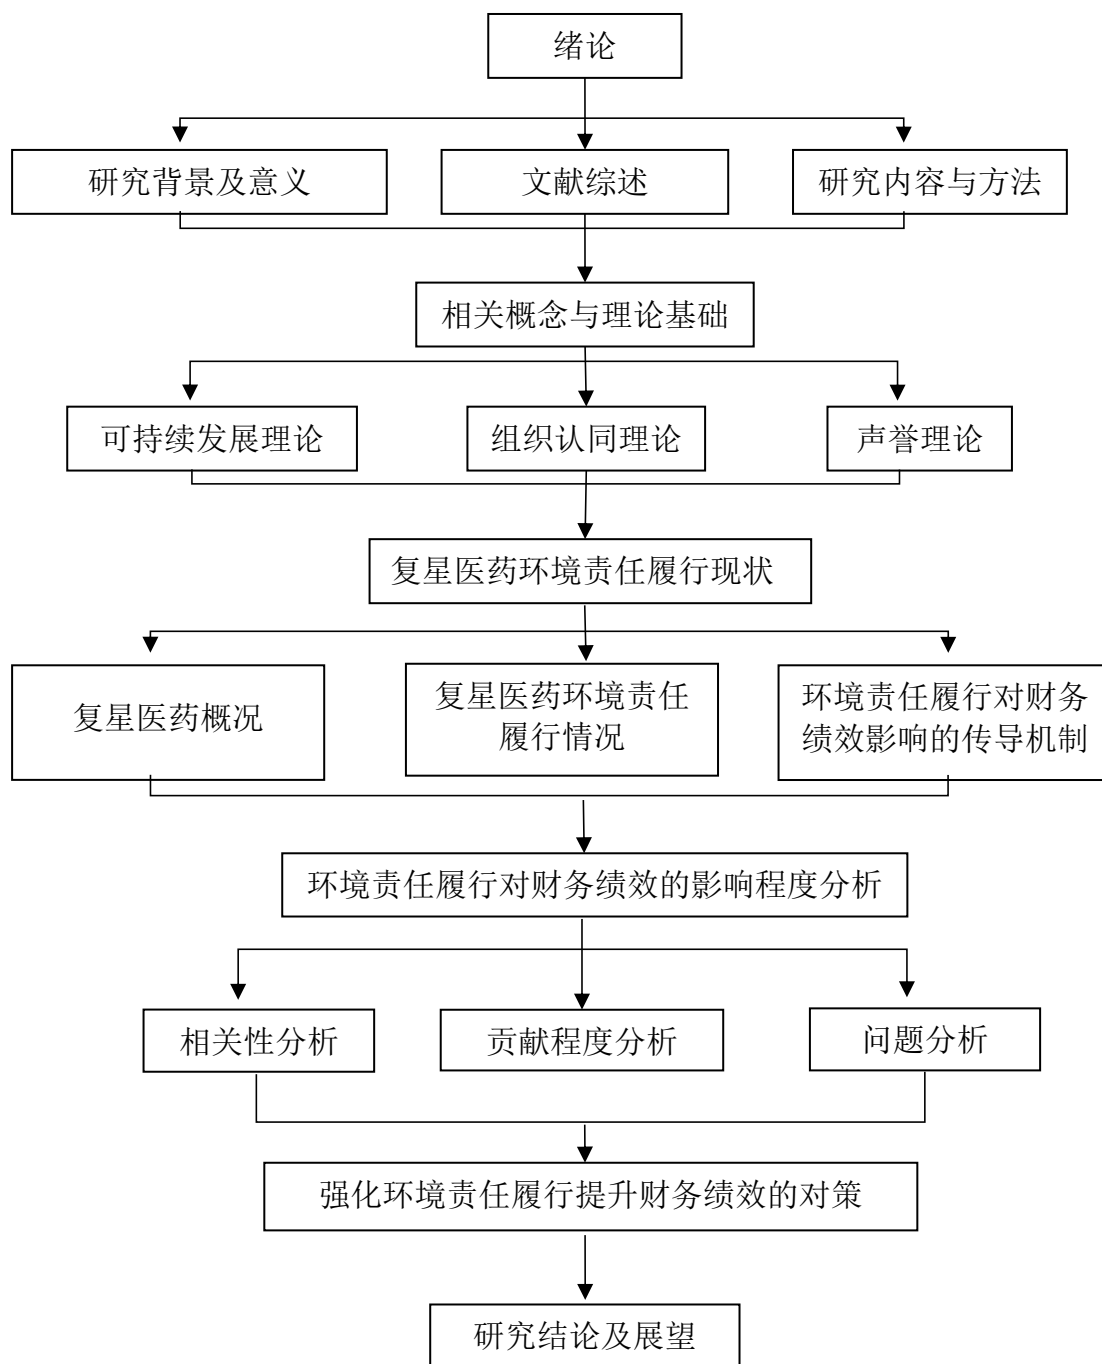 绪论
研究背景及意义
文献综述
研究内容与方法
相关概念与理论基础
可持续发展理论
组织认同理论
声誉理论
复星医药环境责任履行现状
复星医药概况
复星医药环境责任
履行情况
环境责任履行对财务
绩效影响的传导机制
环境责任履行对财务绩效的影响程度分析
相关性分析
贡献程度分析
问题分析
强化环境责任履行提升财务绩效的对策
研究结论及展望